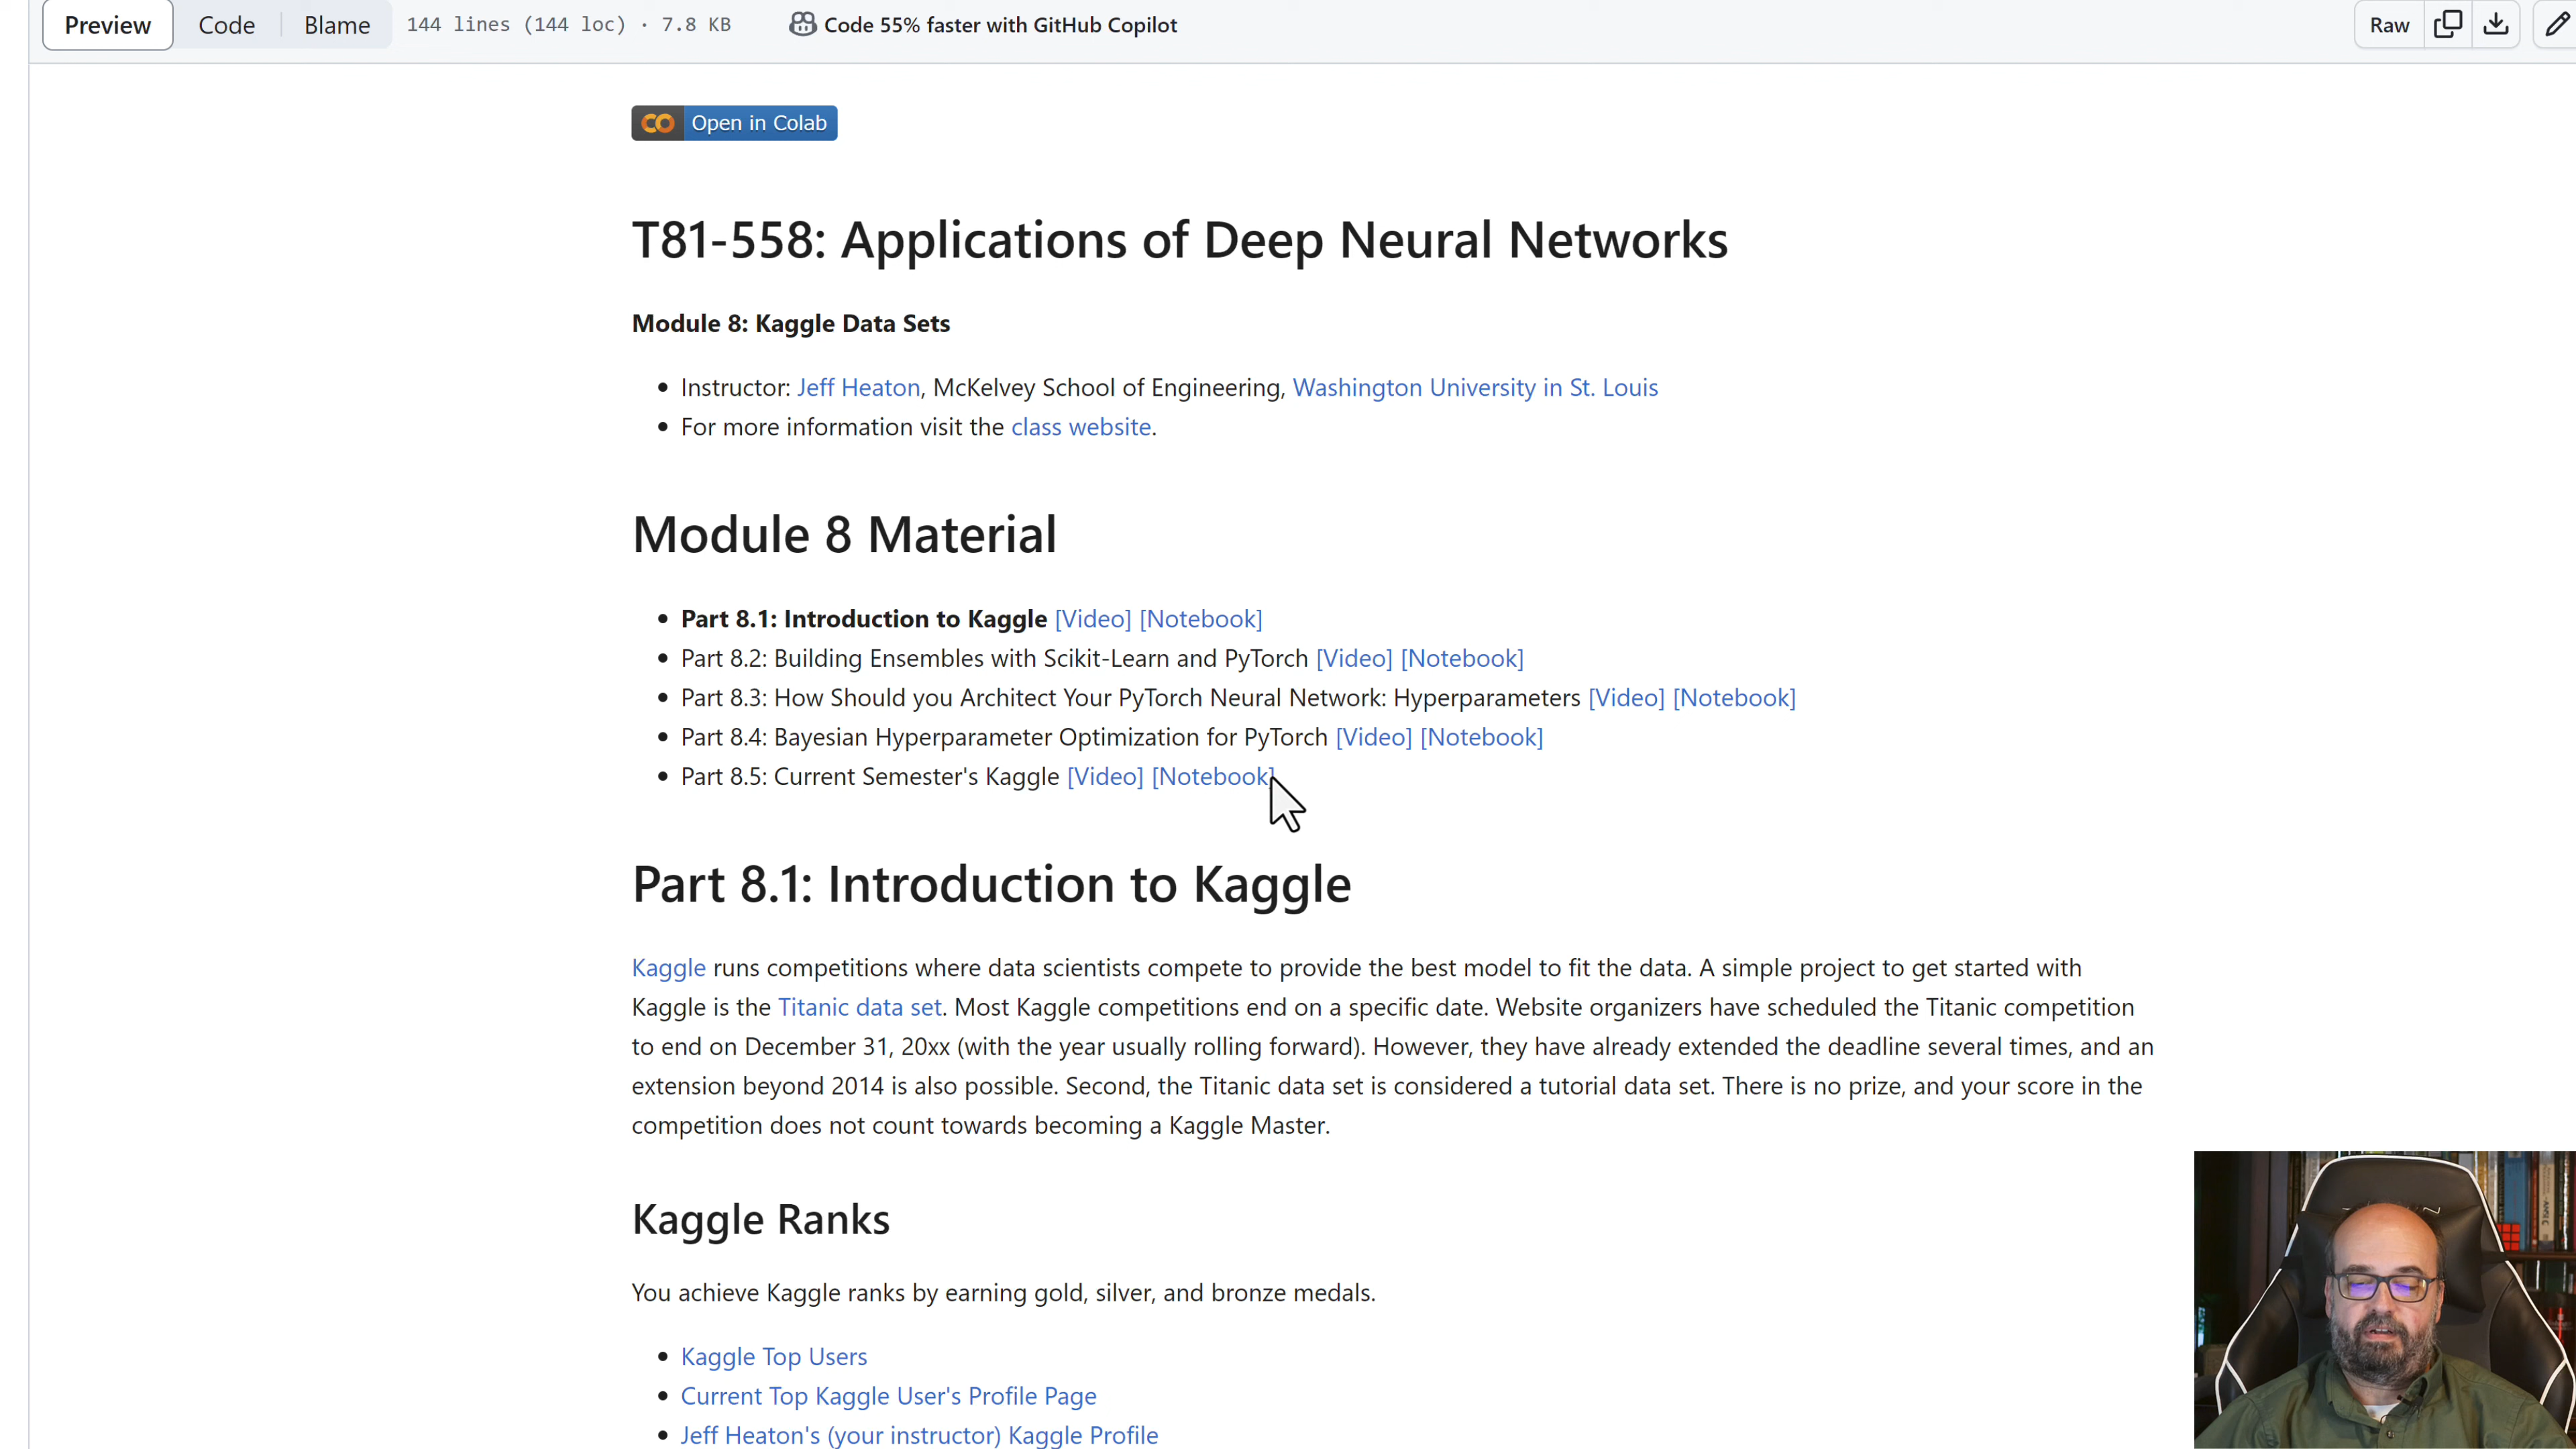 Preview Code Blame 144 lines (144 loc) · 7.8 KB Code 55% faster with GitHub Copilot Raw
Open in Colab
T81-558: Applications of Deep Neural Networks
Module 8: Kaggle Data Sets
• Instructor: Jeff Heaton, McKelvey School of Engineering, Washington University in St. Louis
• For more information visit the class website.
Module 8 Material
• Part 8.1: Introduction to Kaggle [Video] [Notebook]
• Part 8.2: Building Ensembles with Scikit-Learn and PyTorch [Video] [Notebook]
• Part 8.3: How Should you Architect Your PyTorch Neural Network: Hyperparameters [Video] [Notebook]
• Part 8.4: Bayesian Hyperparameter Optimization for PyTorch [Video] [Notebook]
• Part 8.5: Current Semester's Kaggle [Video] [Notebook]
Part 8.1: Introduction to Kaggle
Kaggle runs competitions where data scientists compete to provide the best model to fit the data. A simple project to get started with
Kaggle is the Titanic data set. Most Kaggle competitions end on a specific date. Website organizers have scheduled the Titanic competition
to end on December 31, 20xx (with the year usually rolling forward). However, they have already extended the deadline several times, and an
extension beyond 2014 is also possible. Second, the Titanic data set is considered a tutorial data set. There is no prize, and your score in the
competition does not count towards becoming a Kaggle Master.
Kaggle Ranks
You achieve Kaggle ranks by earning gold, silver, and bronze medals.
• Kaggle Top Users
• Current Top Kaggle User's Profile Page
• Jeff Heaton's (your instructor) Kaggle Profile